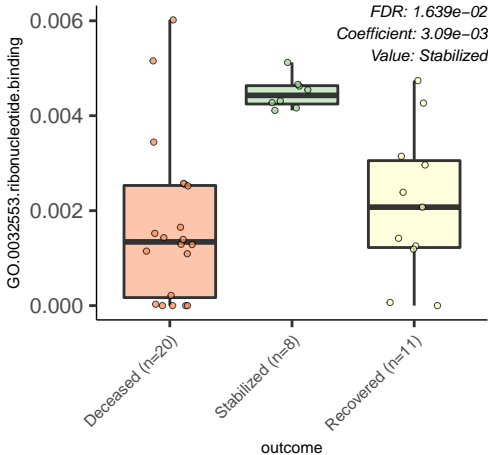 FDR: 1.639e−02
Coefficient: 3.09e−03
Value: Stabilized
GO.0032553.ribonucleotide.binding
0.006
0.004
0.002
0.000
Deceased (n=20)
Stabilized (n=8)
Recovered (n=11)
outcome